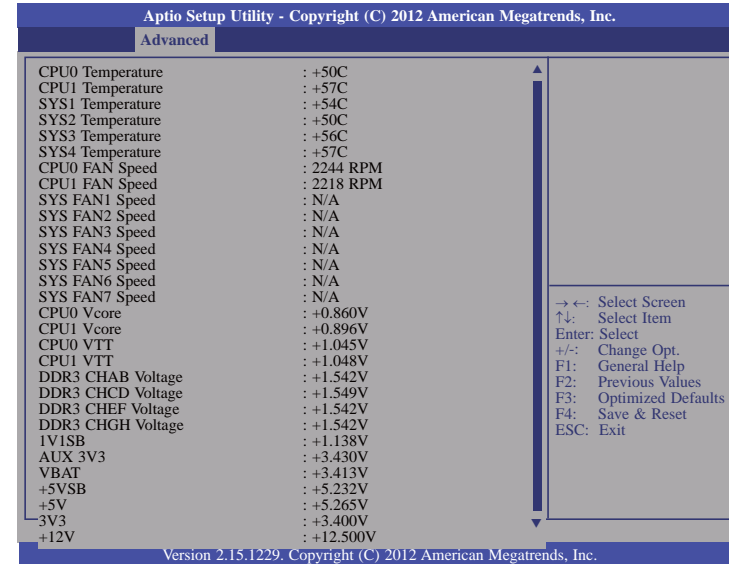 Aptio Setup Utility - Copyright (C) 2012 American Megatrends, Inc.
Advanced
CPU0 Temperature : +50C
CPU1 Temperature : +57C
SYS1 Temperature : +54C
SYS2 Temperature : +50C
SYS3 Temperature : +56C
SYS4 Temperature : +57C
CPU0 FAN Speed : 2244 RPM
CPU1 FAN Speed : 2218 RPM
SYS FAN1 Speed : N/A
SYS FAN2 Speed : N/A
SYS FAN3 Speed : N/A
SYS FAN4 Speed : N/A
SYS FAN5 Speed : N/A
SYS FAN6 Speed : N/A
SYS FAN7 Speed : N/A
CPU0 Vcore : +0.860V
CPU1 Vcore : +0.896V
CPU0 VTT : +1.045V
CPU1 VTT : +1.048V
DDR3 CHAB Voltage : +1.542V
DDR3 CHCD Voltage : +1.549V
DDR3 CHEF Voltage : +1.542V
DDR3 CHGH Voltage : +1.542V
1V1SB : +1.138V
AUX 3V3 : +3.430V
VBAT : +3.413V
+5VSB : +5.232V
+5V : +5.265V
3V3 : +3.400V
+12V : +12.500V
→ ←: Select Screen
↑↓: Select Item
Enter: Select
+/-: Change Opt.
F1: General Help
F2: Previous Values
F3: Optimized Defaults
F4: Save & Reset
ESC: Exit
Version 2.15.1229. Copyright (C) 2012 American Megatrends, Inc.